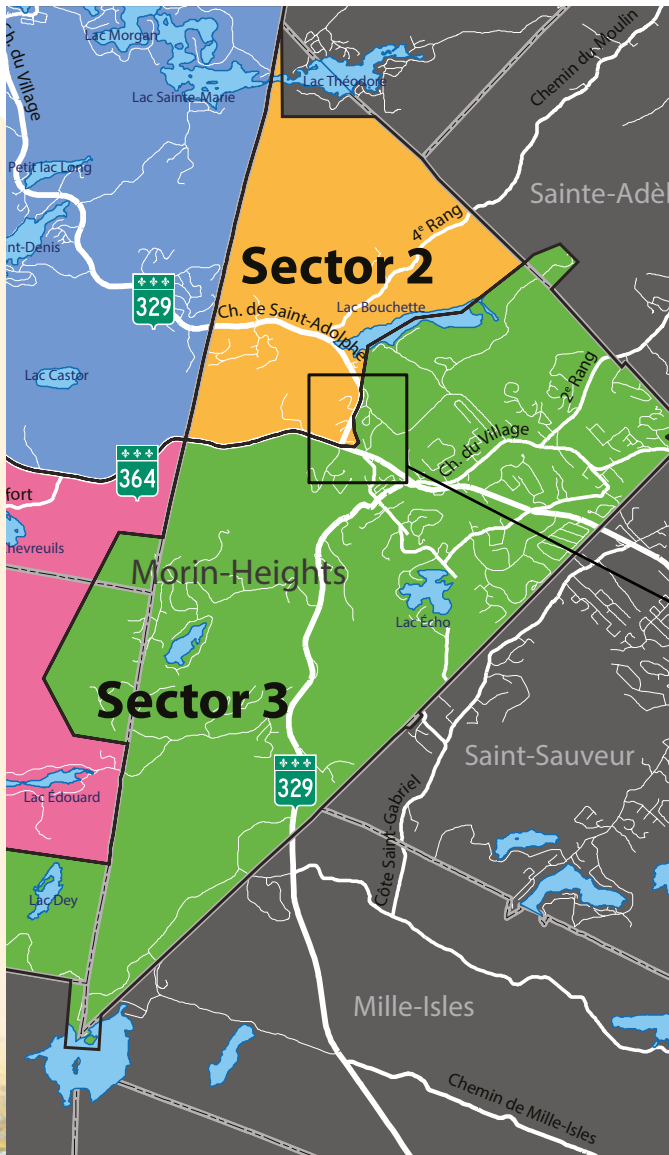 Ch. du Village
Lac Morgan
Lac Théodore
Lac Sainte-Marie
Chemin du Moulin
Petit lac Long
Sainte-Adèl
4e Rang
nt-Denis
Sector 2
329
Ch. de Saint-Adolphe
Lac Bouchette
Lac Castor
2e Rang
Ch. du Village
364
fort
hevreuils
Morin-Heights
Lac Écho
Sector 3
Saint-Sauveur
329
Lac Édouard
Côte Saint-Gabriel
Lac Dey
Mille-Isles
Chemin de Mille-Isles